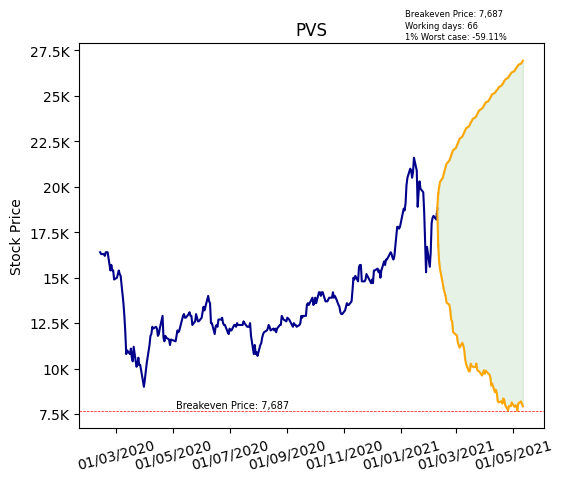 Breakeven Price: 7,687
Working days: 66
1% Worst case: -59.11%
PVS
27.5K
25K
22.5K
20K
17.5K
15K
12.5K
10K
7.5K
Stock Price
Breakeven Price: 7,687
01/03/2020
01/05/2020
01/07/2020
01/09/2020
01/11/2020
01/01/2021
01/03/2021
01/05/2021